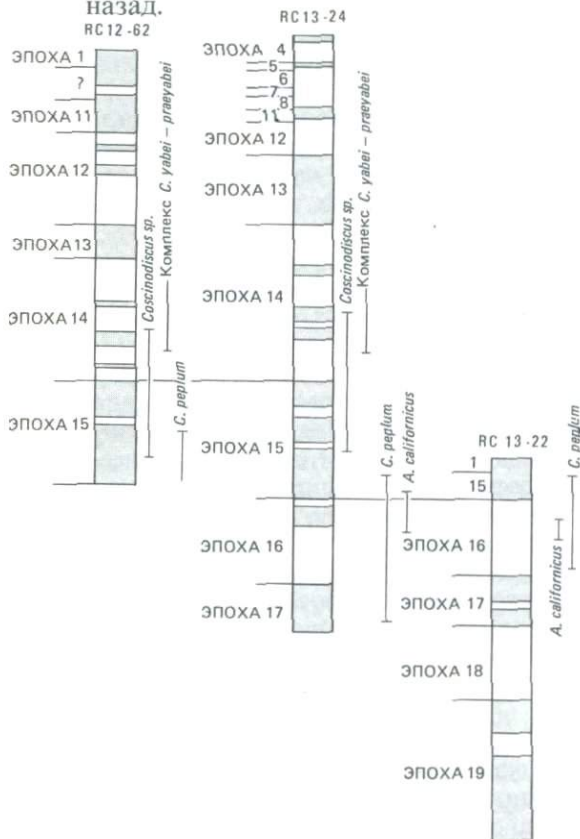 назад.
RC 12-62
ЭПОХА 1
?
ЭПОХА 11
ЭПОХА 12
ЭПОХА 13
ЭПОХА 14
ЭПОХА 15
Coscinodiscus sp.
Комплекс C. yabei – praeyabei
C. peplum
RC 13-24
ЭПОХА 4
5
6
7
8
11
ЭПОХА 12
ЭПОХА 13
ЭПОХА 14
ЭПОХА 15
ЭПОХА 16
ЭПОХА 17
Coscinodiscus sp.
Комплекс C. yabei – praeyabei
C. peplum
A. californicus
RC 13-22
1
15
ЭПОХА 16
ЭПОХА 17
ЭПОХА 18
ЭПОХА 19
A. californicus
C. peplum